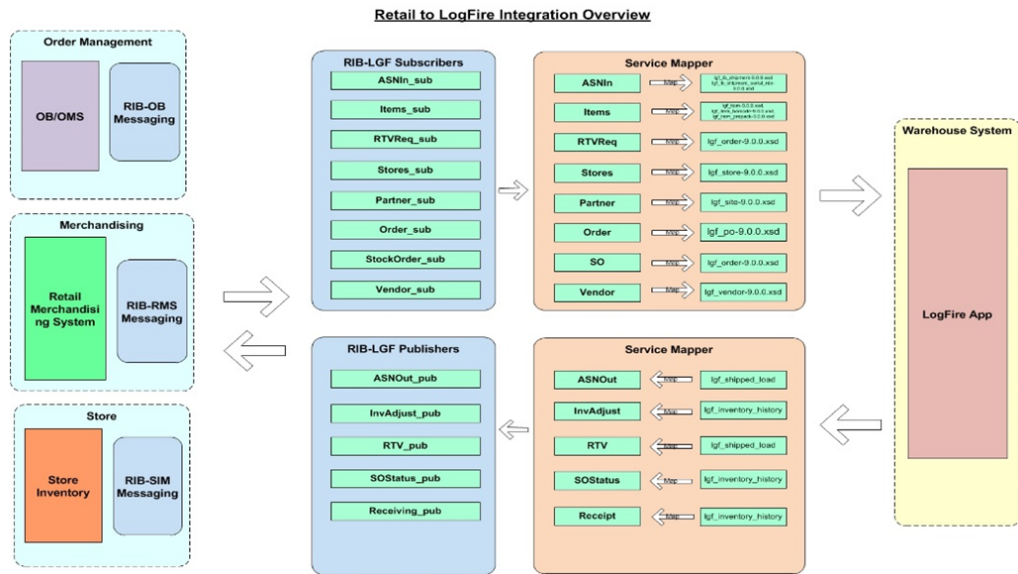 Retail to LogFire Integration Overview
Order Management
OB/OMS
RIB-OB
Messaging
Merchandising
Retail
Merchandisi
ng System
RIB-RMS
Messaging
Store
Store
Inventory
RIB-SIM
Messaging
RIB-LGF Subscribers
ASNIn_sub
Items_sub
RTVReq_sub
Stores_sub
Partner_sub
Order_sub
StockOrder_sub
Vendor_sub
RIB-LGF Publishers
ASNOut_pub
InvAdjust_pub
RTV_pub
SOStatus_pub
Receiving_pub
Service Mapper
ASNIn
Map
Items
Map
RTVReq
Map
lgf_order-9.0.0.xsd
Stores
Map
lgf_store-9.0.0.xsd
Partner
Map
lgf_site-9.0.0.xsd
Order
Map
lgf_po-9.0.0.xsd
SO
Map
lgf_order-9.0.0.xsd
Vendor
Map
lgf_vendor-9.0.0.xsd
Service Mapper
ASNOut
Map
lgf_shipped_load
InvAdjust
Map
lgf_inventory_history
RTV
Map
lgf_shipped_load
SOStatus
Map
lgf_inventory_history
Receipt
Map
lgf_inventory_history
Warehouse System
LogFire App